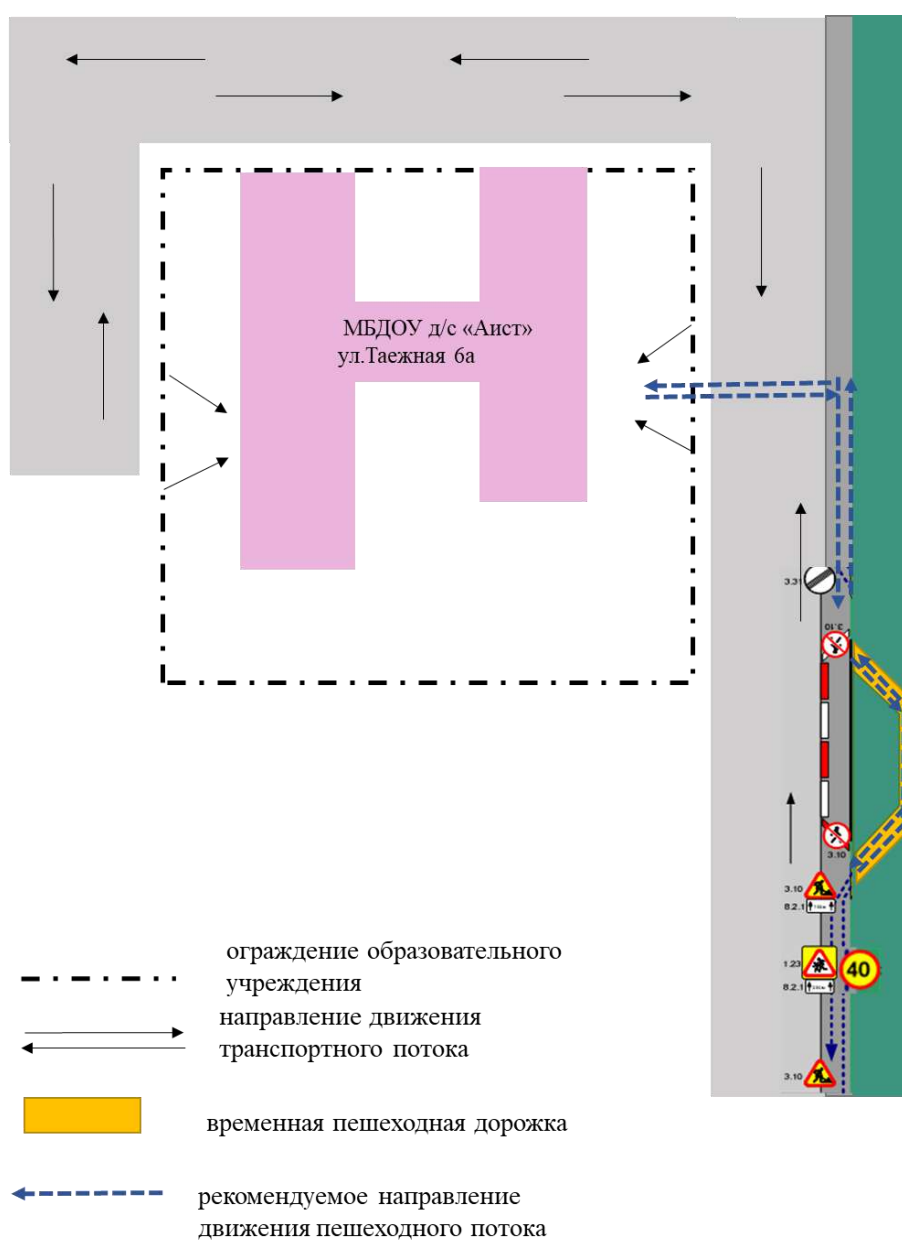 МБДОУ д/с «Аист»
ул.Таежная 6а
3.31
3.10
3.10
3.10
8.2.1
1.23
40
8.2.1
3.10
ограждение образовательного
учреждения
направление движения
транспортного потока
временная пешеходная дорожка
рекомендуемое направление
движения пешеходного потока